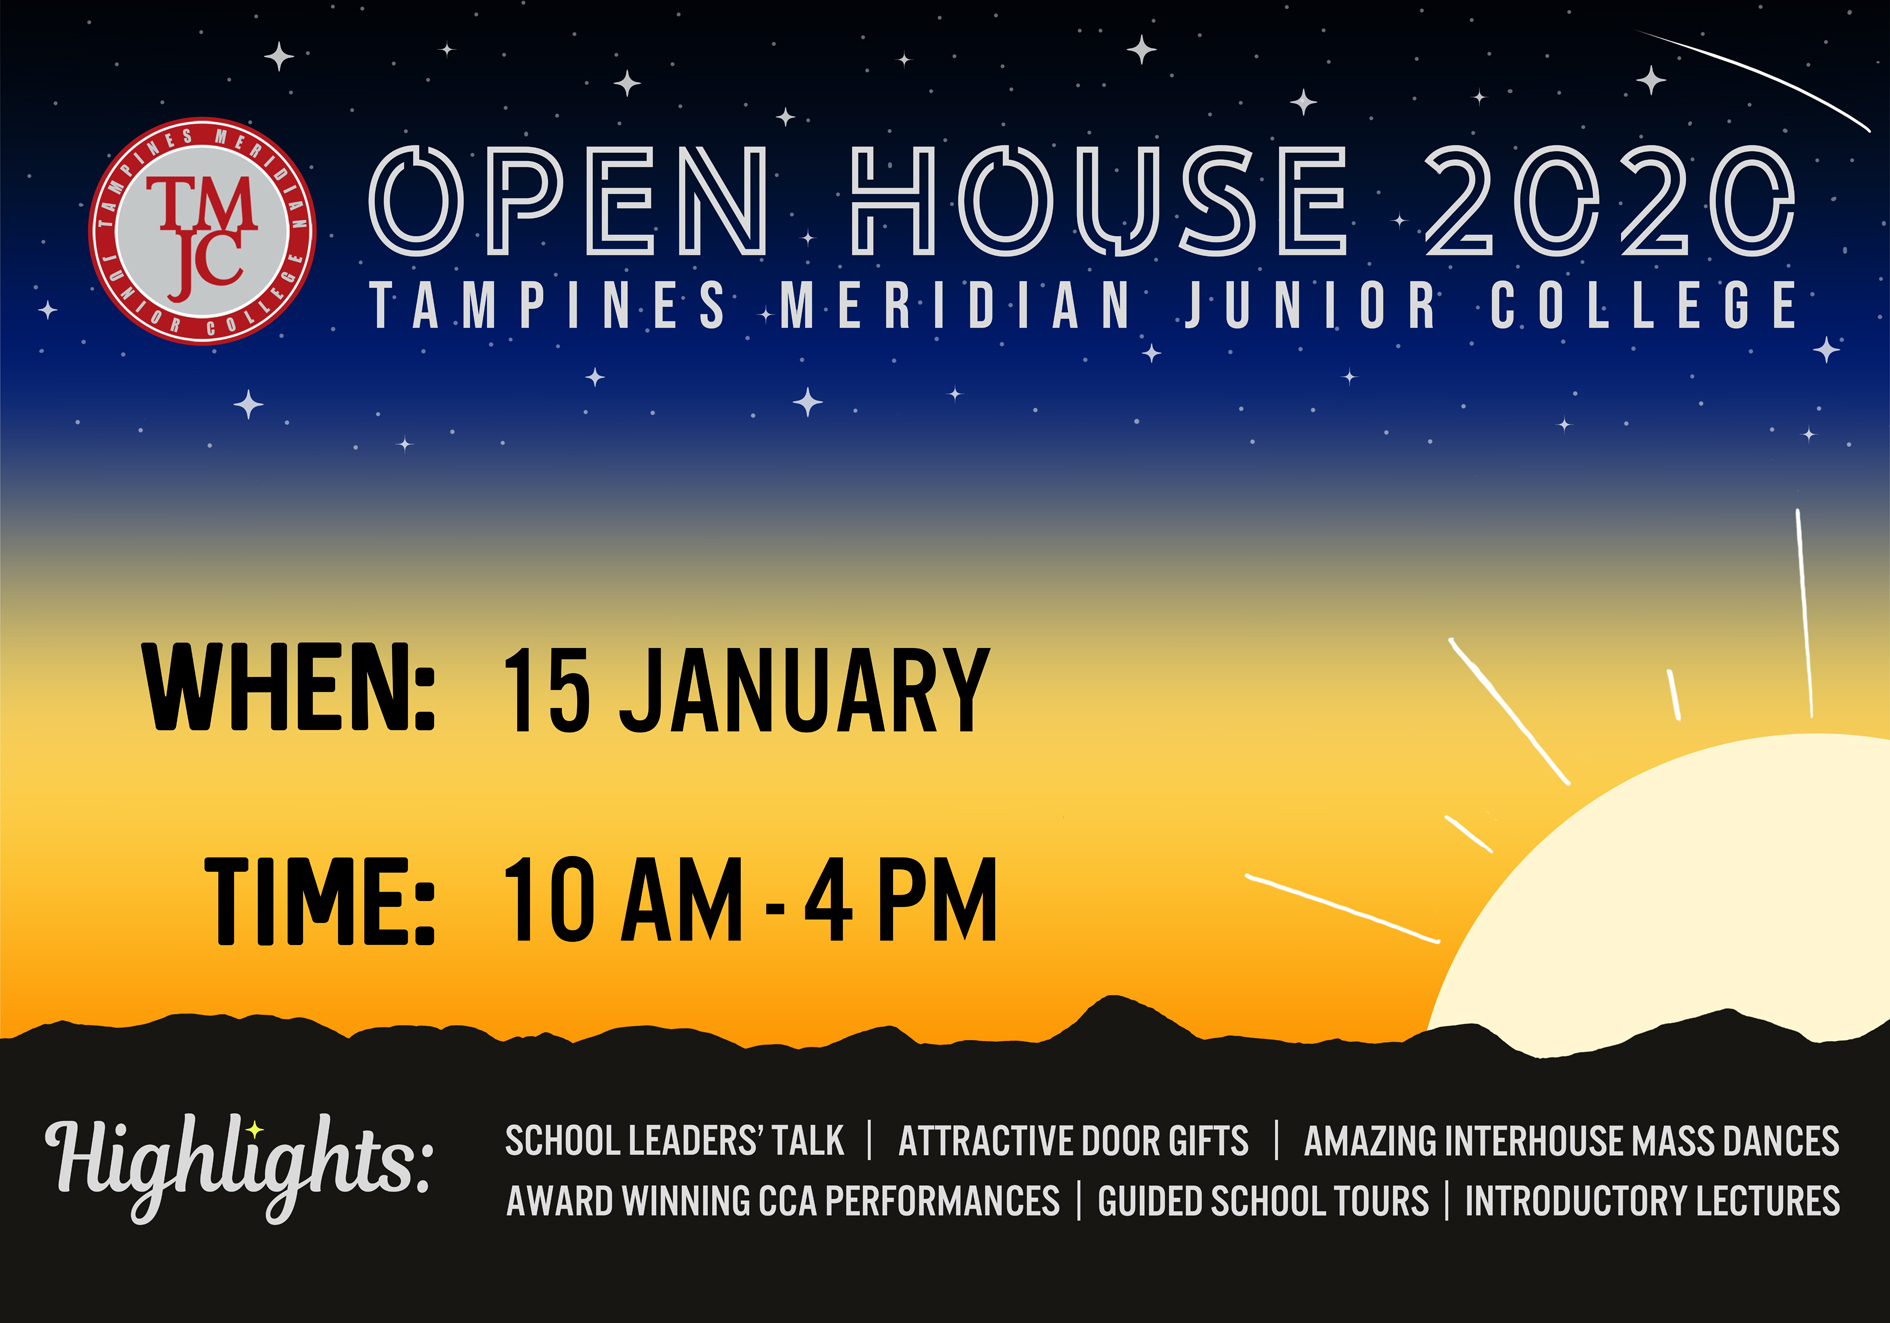 TAMPINES MERIDIAN
JUNIOR COLLEGE
TM
JC
OPEN HOUSE 2020
TAMPINES MERIDIAN JUNIOR COLLEGE
WHEN: 15 JANUARY
TIME: 10 AM - 4 PM
Highlights:
SCHOOL LEADERS' TALK | ATTRACTIVE DOOR GIFTS | AMAZING INTERHOUSE MASS DANCES
AWARD WINNING CCA PERFORMANCES | GUIDED SCHOOL TOURS | INTRODUCTORY LECTURES